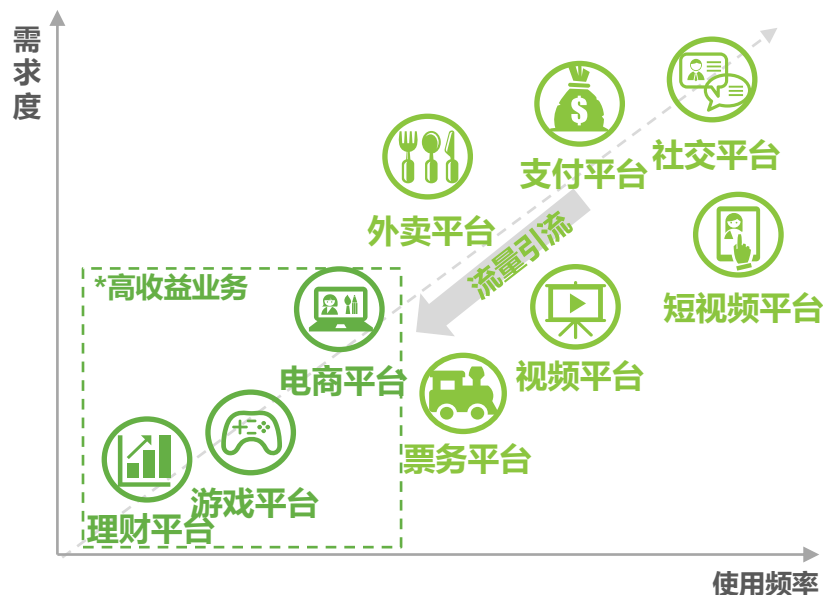 需求度
社交平台
支付平台
外卖平台
流量引流
*高收益业务
短视频平台
电商平台
视频平台
票务平台
游戏平台
理财平台
使用频率
$